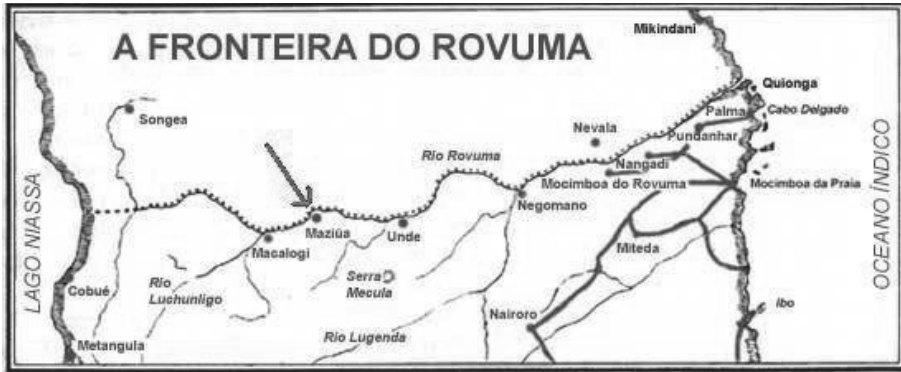 A FRONTEIRA DO ROVUMA
Mikindani
Quionga
Palma
Cabo Delgado
Songea
Nevala
Pundanhar
Rio Rovuma
Nangadi
Mocimboa do Rovuma
Mocimboa da Praia
Negomano
Maziúa
Unde
Macalogi
Miteda
LAGO NIASSA
OCEANO ÍNDICO
Serra
Mecula
Cobué
Rio
Luchunligo
Ibo
Nairoro
Rio Lugenda
Metangula